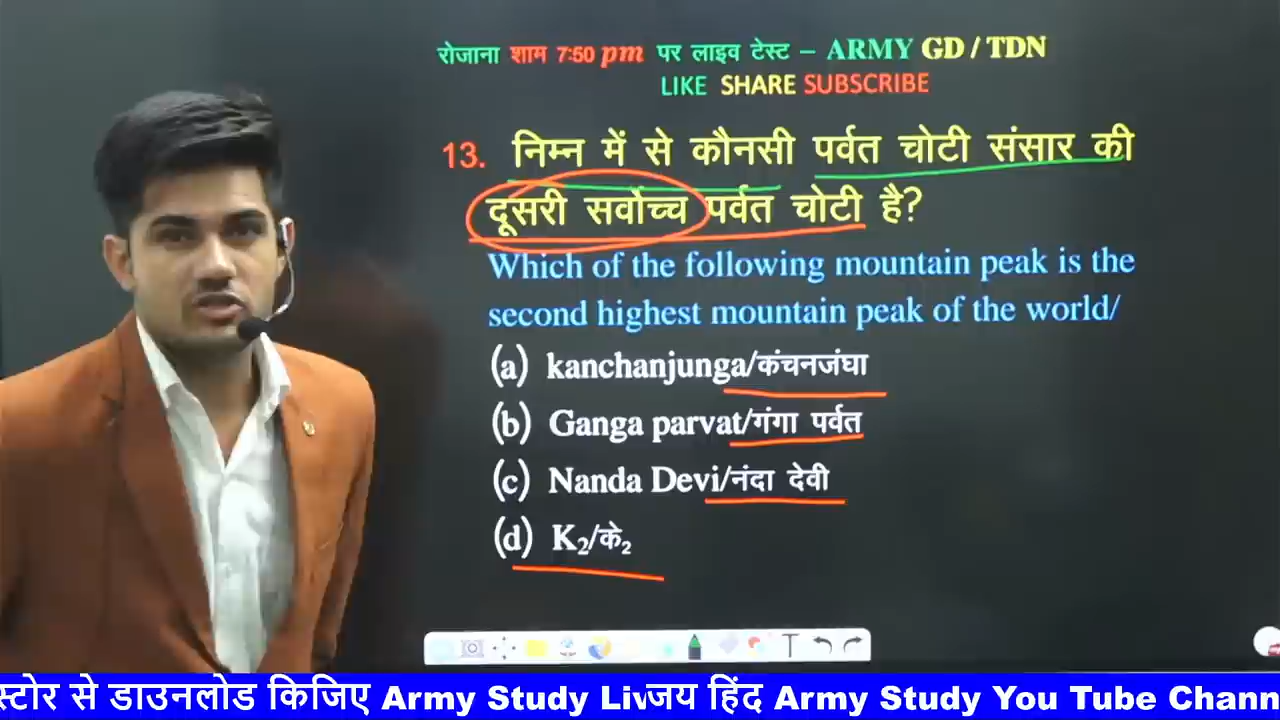 रोजाना शाम 7:50 pm पर लाइव टेस्ट – ARMY GD / TDN
LIKE SHARE SUBSCRIBE
13. निम्न में से कौनसी पर्वत चोटी संसार की
दूसरी सर्वोच्च पर्वत चोटी है?
Which of the following mountain peak is the
second highest mountain peak of the world/
(a) kanchanjunga/कंचनजंघा
(b) Ganga parvat/गंगा पर्वत
(c) Nanda Devi/नंदा देवी
(d) K₂/के₂
स्टोर से डाउनलोड किजिए Army Study Liv जय हिंद Army Study You Tube Chann